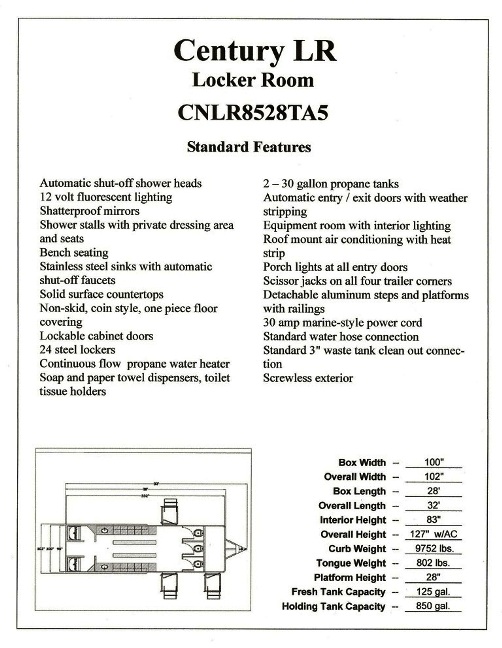 Century LR
Locker Room
CNLR8528TA5
Standard Features
Automatic shut-off shower heads
12 volt fluorescent lighting
Shatterproof mirrors
Shower stalls with private dressing area
and seats
Bench seating
Stainless steel sinks with automatic
shut-off faucets
Solid surface countertops
Non-skid, coin style, one piece floor
covering
Lockable cabinet doors
24 steel lockers
Continuous flow propane water heater
Soap and paper towel dispensers, toilet
tissue holders
2 – 30 gallon propane tanks
Automatic entry / exit doors with weather
stripping
Equipment room with interior lighting
Roof mount air conditioning with heat
strip
Porch lights at all entry doors
Scissor jacks on all four trailer corners
Detachable aluminum steps and platforms
with railings
30 amp marine-style power cord
Standard water hose connection
Standard 3" waste tank clean out connec-
tion
Screwless exterior
Box Width -- 100"
Overall Width -- 102"
Box Length -- 28'
Overall Length -- 32'
Interior Height -- 83"
Overall Height -- 127" w/AC
Curb Weight -- 9752 lbs.
Tongue Weight -- 802 lbs.
Platform Height -- 28"
Fresh Tank Capacity -- 125 gal.
Holding Tank Capacity -- 850 gal.